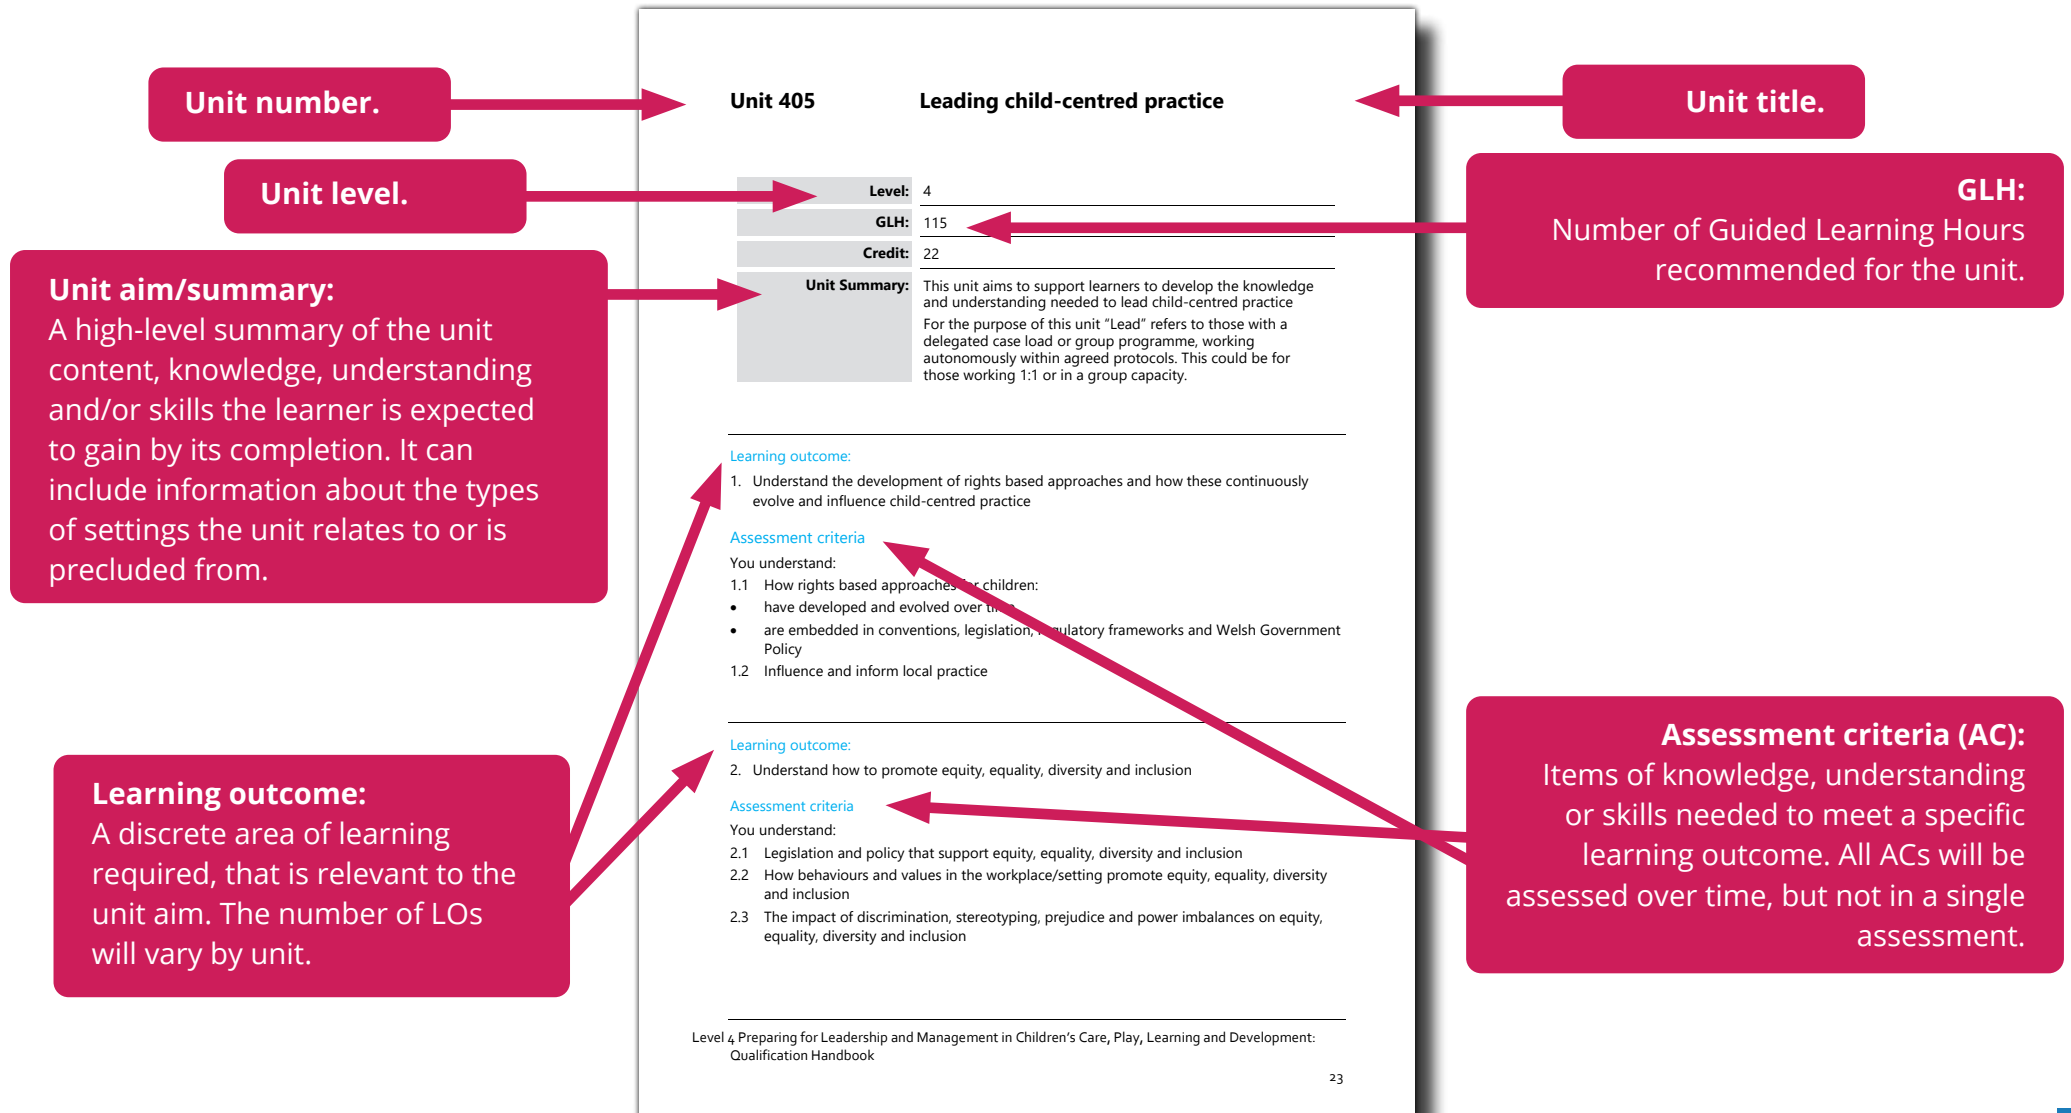 Unit number.
Unit level.
Unit aim/summary:
A high-level summary of the unit
content, knowledge, understanding
and/or skills the learner is expected
to gain by its completion. It can
include information about the types
of settings the unit relates to or is
precluded from.
Learning outcome:
A discrete area of learning
required, that is relevant to the
unit aim. The number of LOs
will vary by unit.
Unit 405 Leading child-centred practice
Level: 4
GLH: 115
Credit: 22
Unit Summary: This unit aims to support learners to develop the knowledge
and understanding needed to lead child-centred practice
For the purpose of this unit "Lead" refers to those with a
delegated case load or group programme, working
autonomously within agreed protocols. This could be for
those working 1:1 or in a group capacity.
Learning outcome:
1. Understand the development of rights based approaches and how these continuously
evolve and influence child-centred practice
Assessment criteria
You understand:
1.1 How rights based approaches for children:
• have developed and evolved over time
• are embedded in conventions, legislation, regulatory frameworks and Welsh Government
Policy
1.2 Influence and inform local practice
Learning outcome:
2. Understand how to promote equity, equality, diversity and inclusion
Assessment criteria
You understand:
2.1 Legislation and policy that support equity, equality, diversity and inclusion
2.2 How behaviours and values in the workplace/setting promote equity, equality, diversity
and inclusion
2.3 The impact of discrimination, stereotyping, prejudice and power imbalances on equity,
equality, diversity and inclusion
Level 4 Preparing for Leadership and Management in Children's Care, Play, Learning and Development:
Qualification Handbook
23
Unit title.
GLH:
Number of Guided Learning Hours
recommended for the unit.
Assessment criteria (AC):
Items of knowledge, understanding
or skills needed to meet a specific
learning outcome. All ACs will be
assessed over time, but not in a single
assessment.